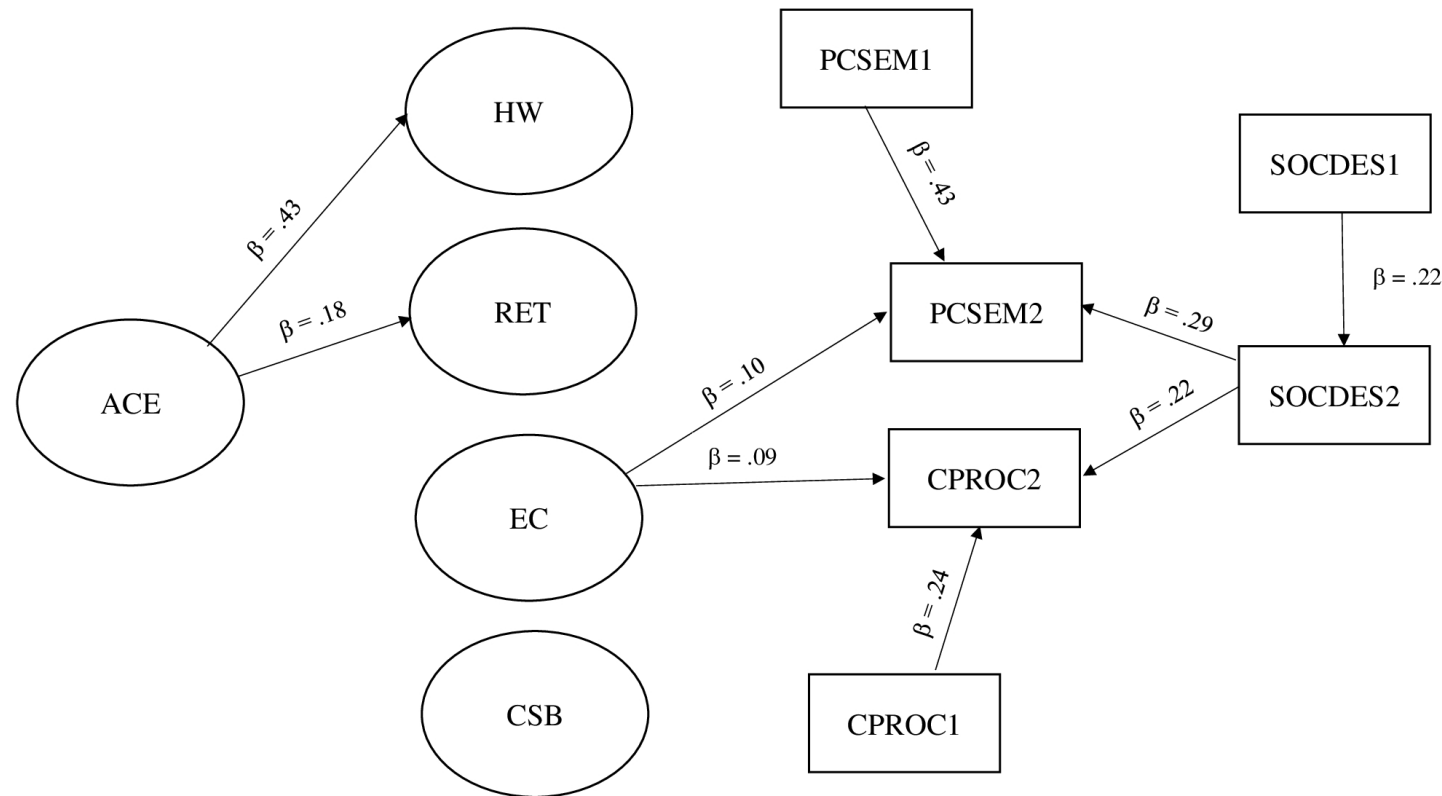 PCSEM1
HW
SOCDES1
β = .43
β = .43
β = .22
RET
PCSEM2
β = .18
β = .29
ACE
β = .10
β = .22
SOCDES2
β = .09
CPROC2
EC
β = .24
CSB
CPROC1